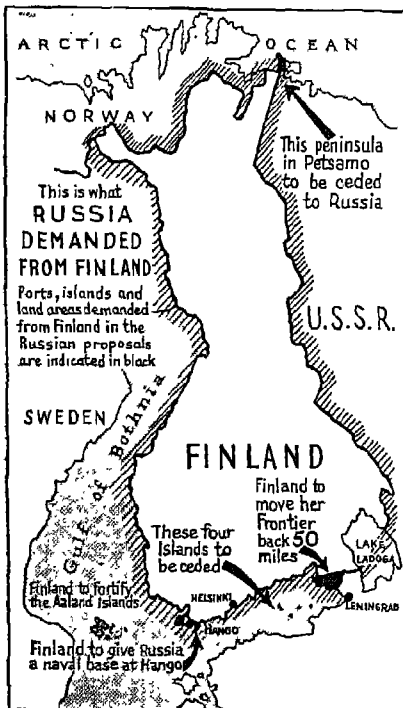 ARCTIC OCEAN
NORWAY
This peninsula
in Petsamo
to be ceded
to Russia
This is what
RUSSIA
DEMANDED
FROM FINLAND
Ports, islands and
land areas demanded
from Finland in the
Russian proposals
are indicated in black
U.S.S.R.
SWEDEN
Gulf of Bothnia
FINLAND
Finland to
move her
Frontier
back 50
miles
These four
Islands to
be ceded
LAKE
LADOGA
Finland to fortify
the Aaland Islands
HELSINKI
LENINGRAD
HANGO
Finland to give Russia
a naval base at Hango